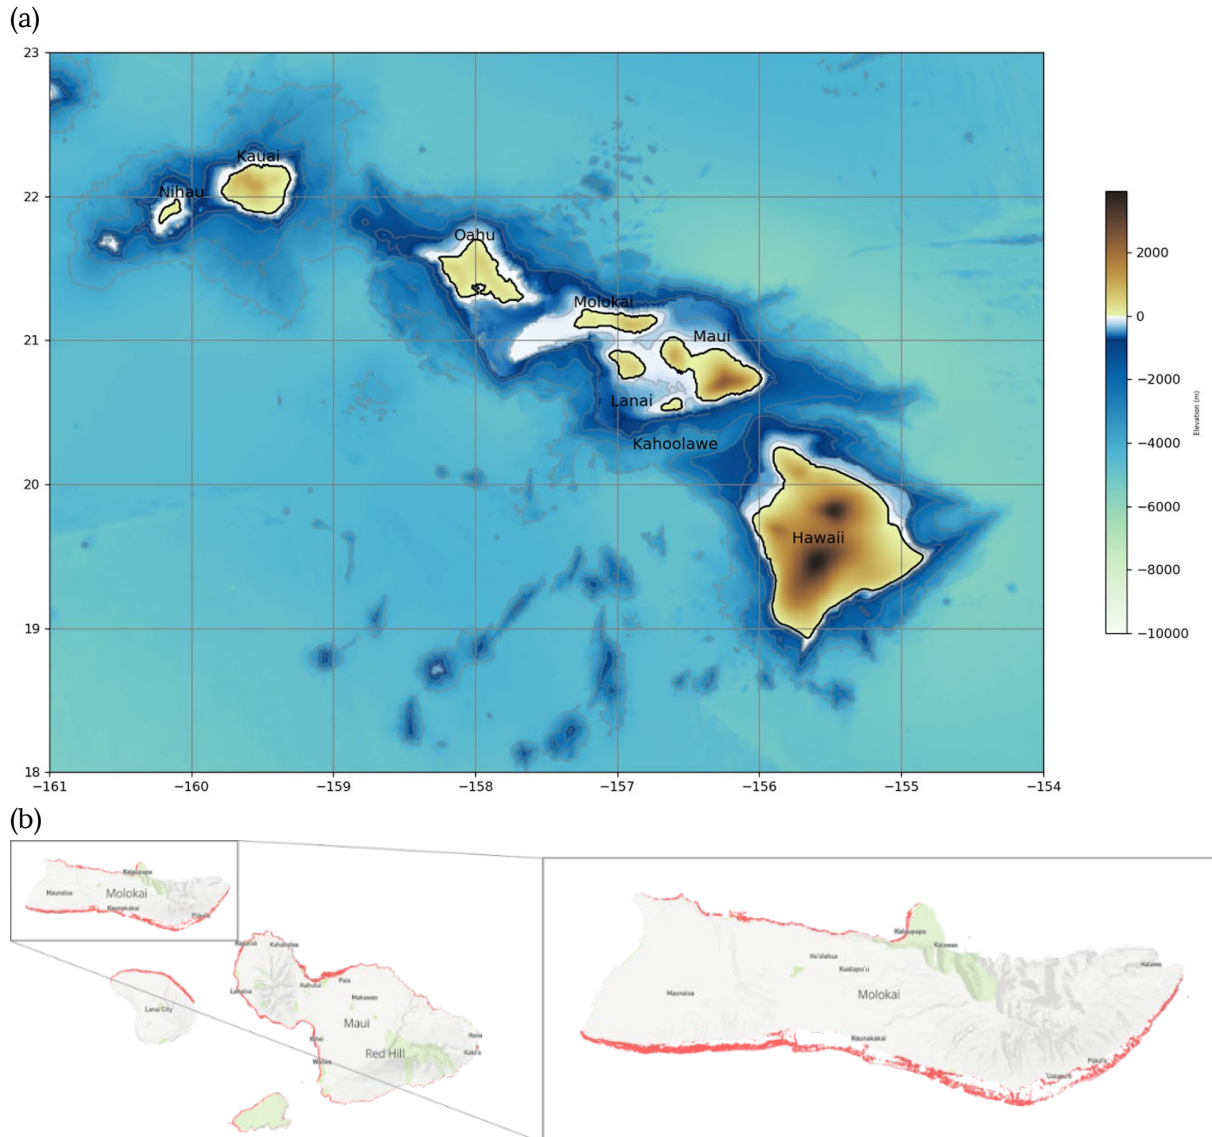 (a)
23
22
21
20
19
18
−161
−160
−159
−158
−157
−156
−155
−154
Kauai
Nihau
Oahu
Molokai
Maui
Lanai
Kahoolawe
Hawaii
2000
0
−2000
−4000
−6000
−8000
−10000
Elevation (m)
(b)
Kalaupapa
Maunaloa
Molokai
Kaunakakai
Kahakuloa
Lahaina
Kahului
Paia
Makawao
Lanai City
Maui
Kihei
Wailea
Red Hill
Hana
Kalaupapa
Kalawao
Ho'olehua
Kualapu'u
Halawa
Maunaloa
Molokai
Kaunakakai
Ualapu'e